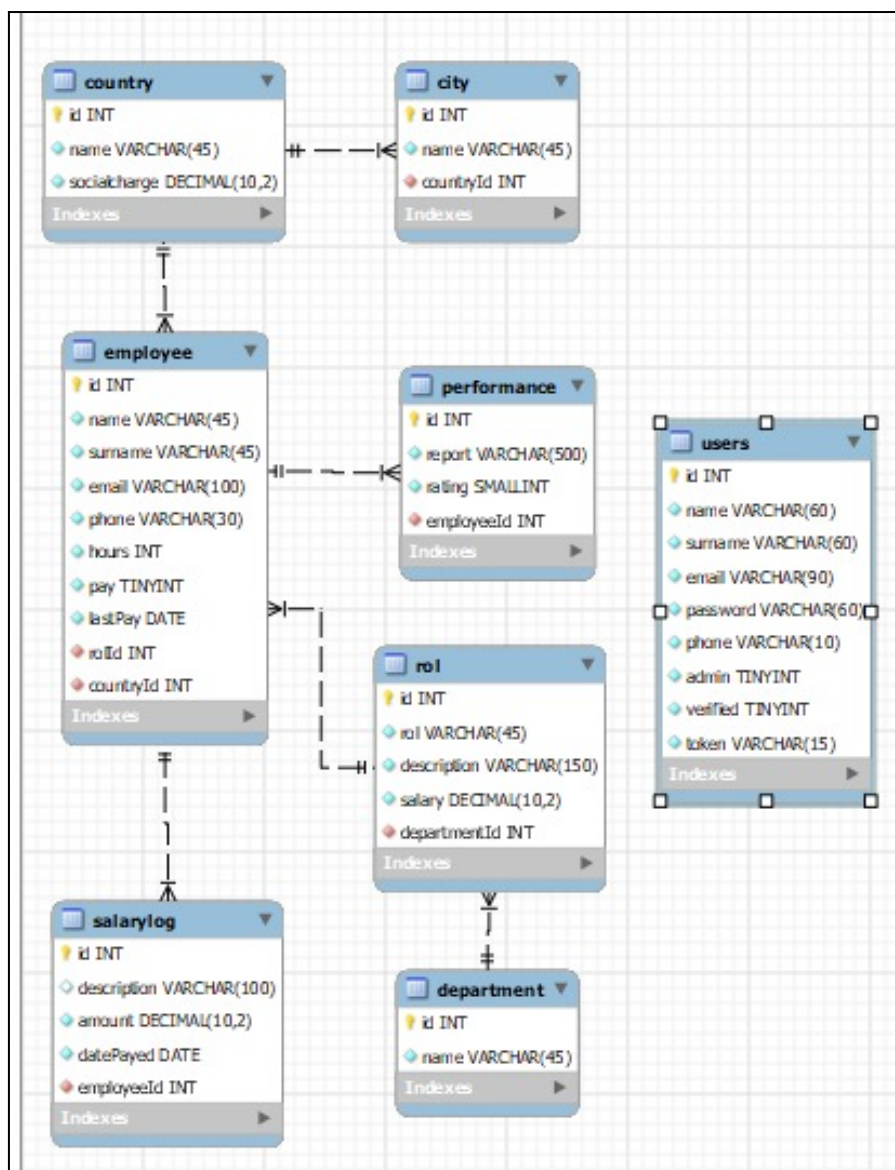 country
id INT
name VARCHAR(45)
socialcharge DECIMAL(10,2)
Indexes
city
id INT
name VARCHAR(45)
countryId INT
Indexes
employee
id INT
name VARCHAR(45)
surname VARCHAR(45)
email VARCHAR(100)
phone VARCHAR(30)
hours INT
pay TINYINT
lastPay DATE
rolId INT
countryId INT
Indexes
performance
id INT
report VARCHAR(500)
rating SMALLINT
employeeId INT
Indexes
users
id INT
name VARCHAR(60)
surname VARCHAR(60)
email VARCHAR(90)
password VARCHAR(60)
phone VARCHAR(10)
admin TINYINT
verified TINYINT
token VARCHAR(15)
Indexes
rol
id INT
rol VARCHAR(45)
description VARCHAR(150)
salary DECIMAL(10,2)
departmentId INT
Indexes
salarylog
id INT
description VARCHAR(100)
amount DECIMAL(10,2)
datePayed DATE
employeeId INT
Indexes
department
id INT
name VARCHAR(45)
Indexes